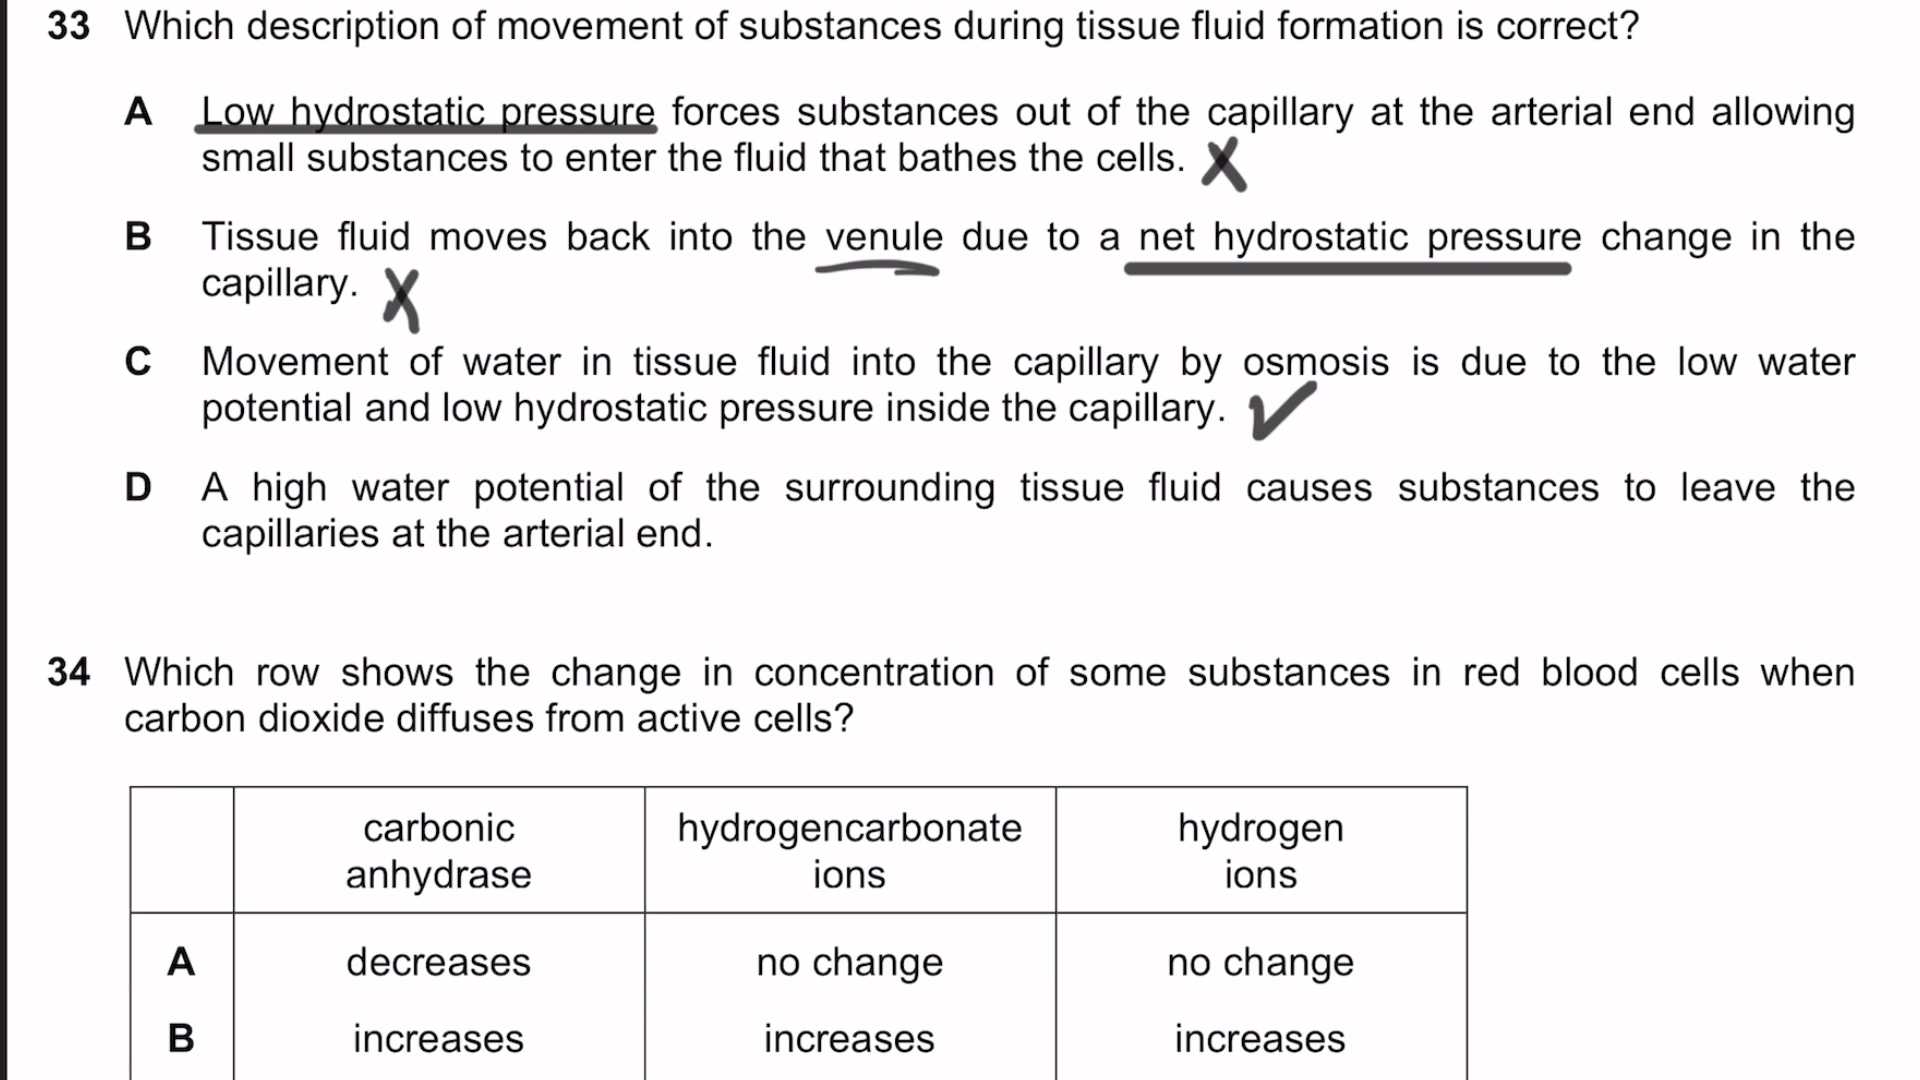 33 Which description of movement of substances during tissue fluid formation is correct?
A Low hydrostatic pressure forces substances out of the capillary at the arterial end allowing
small substances to enter the fluid that bathes the cells.
B Tissue fluid moves back into the venule due to a net hydrostatic pressure change in the
capillary.
C Movement of water in tissue fluid into the capillary by osmosis is due to the low water
potential and low hydrostatic pressure inside the capillary.
D A high water potential of the surrounding tissue fluid causes substances to leave the
capillaries at the arterial end.
34 Which row shows the change in concentration of some substances in red blood cells when
carbon dioxide diffuses from active cells?
carbonic anhydrase hydrogencarbonate ions hydrogen ions
A decreases no change no change
B increases increases increases